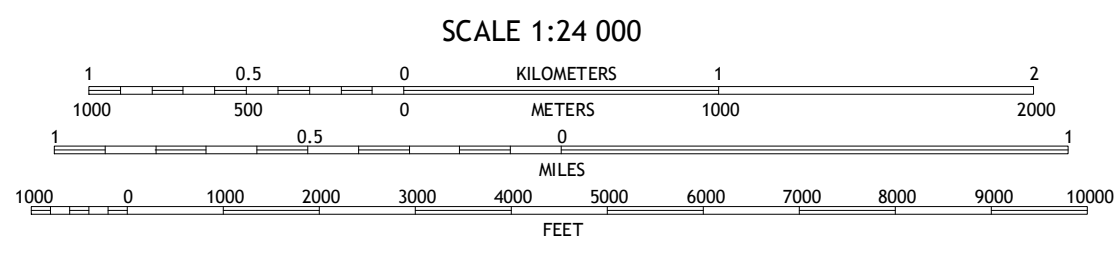 SCALE 1:24 000
1 0.5 0 KILOMETERS 1 2
1000 500 0 METERS 1000 2000
1 0.5 0 1
MILES
1000 0 1000 2000 3000 4000 5000 6000 7000 8000 9000 10000
FEET